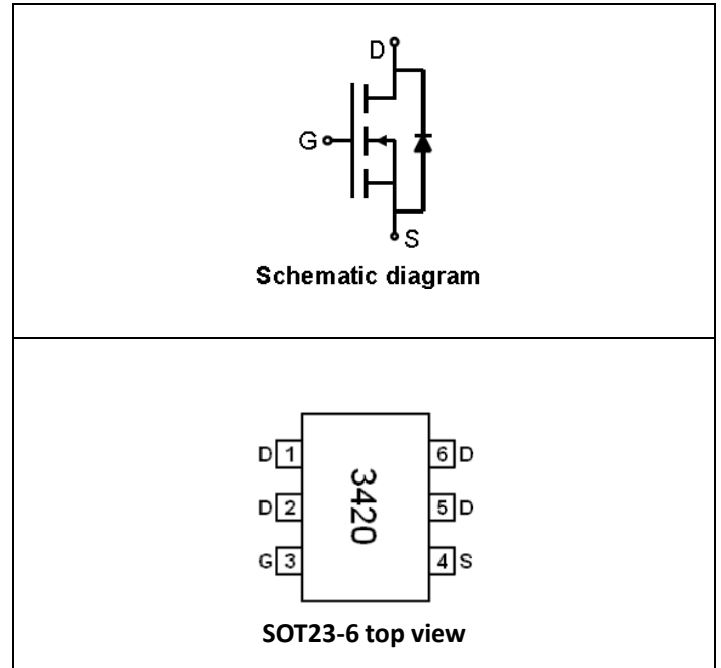 D
G
S
Schematic diagram
D 1 6 D
D 2 3420 5 D
G 3 4 S
SOT23-6 top view